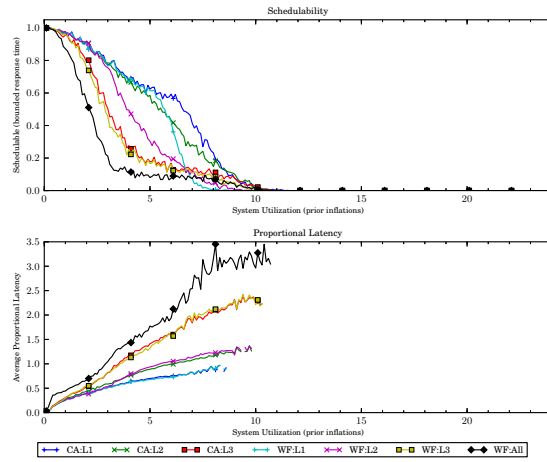 Schedulability
Schedulable (bounded response time)
1.0
0.8
0.6
0.4
0.2
0.0
0 5 10 15 20
System Utilization (prior inflations)
Proportional Latency
Average Proportional Latency
3.5
3.0
2.5
2.0
1.5
1.0
0.5
0.0
0 5 10 15 20
System Utilization (prior inflations)
CA:L1 CA:L2 CA:L3 WF:L1 WF:L2 WF:L3 WF:All